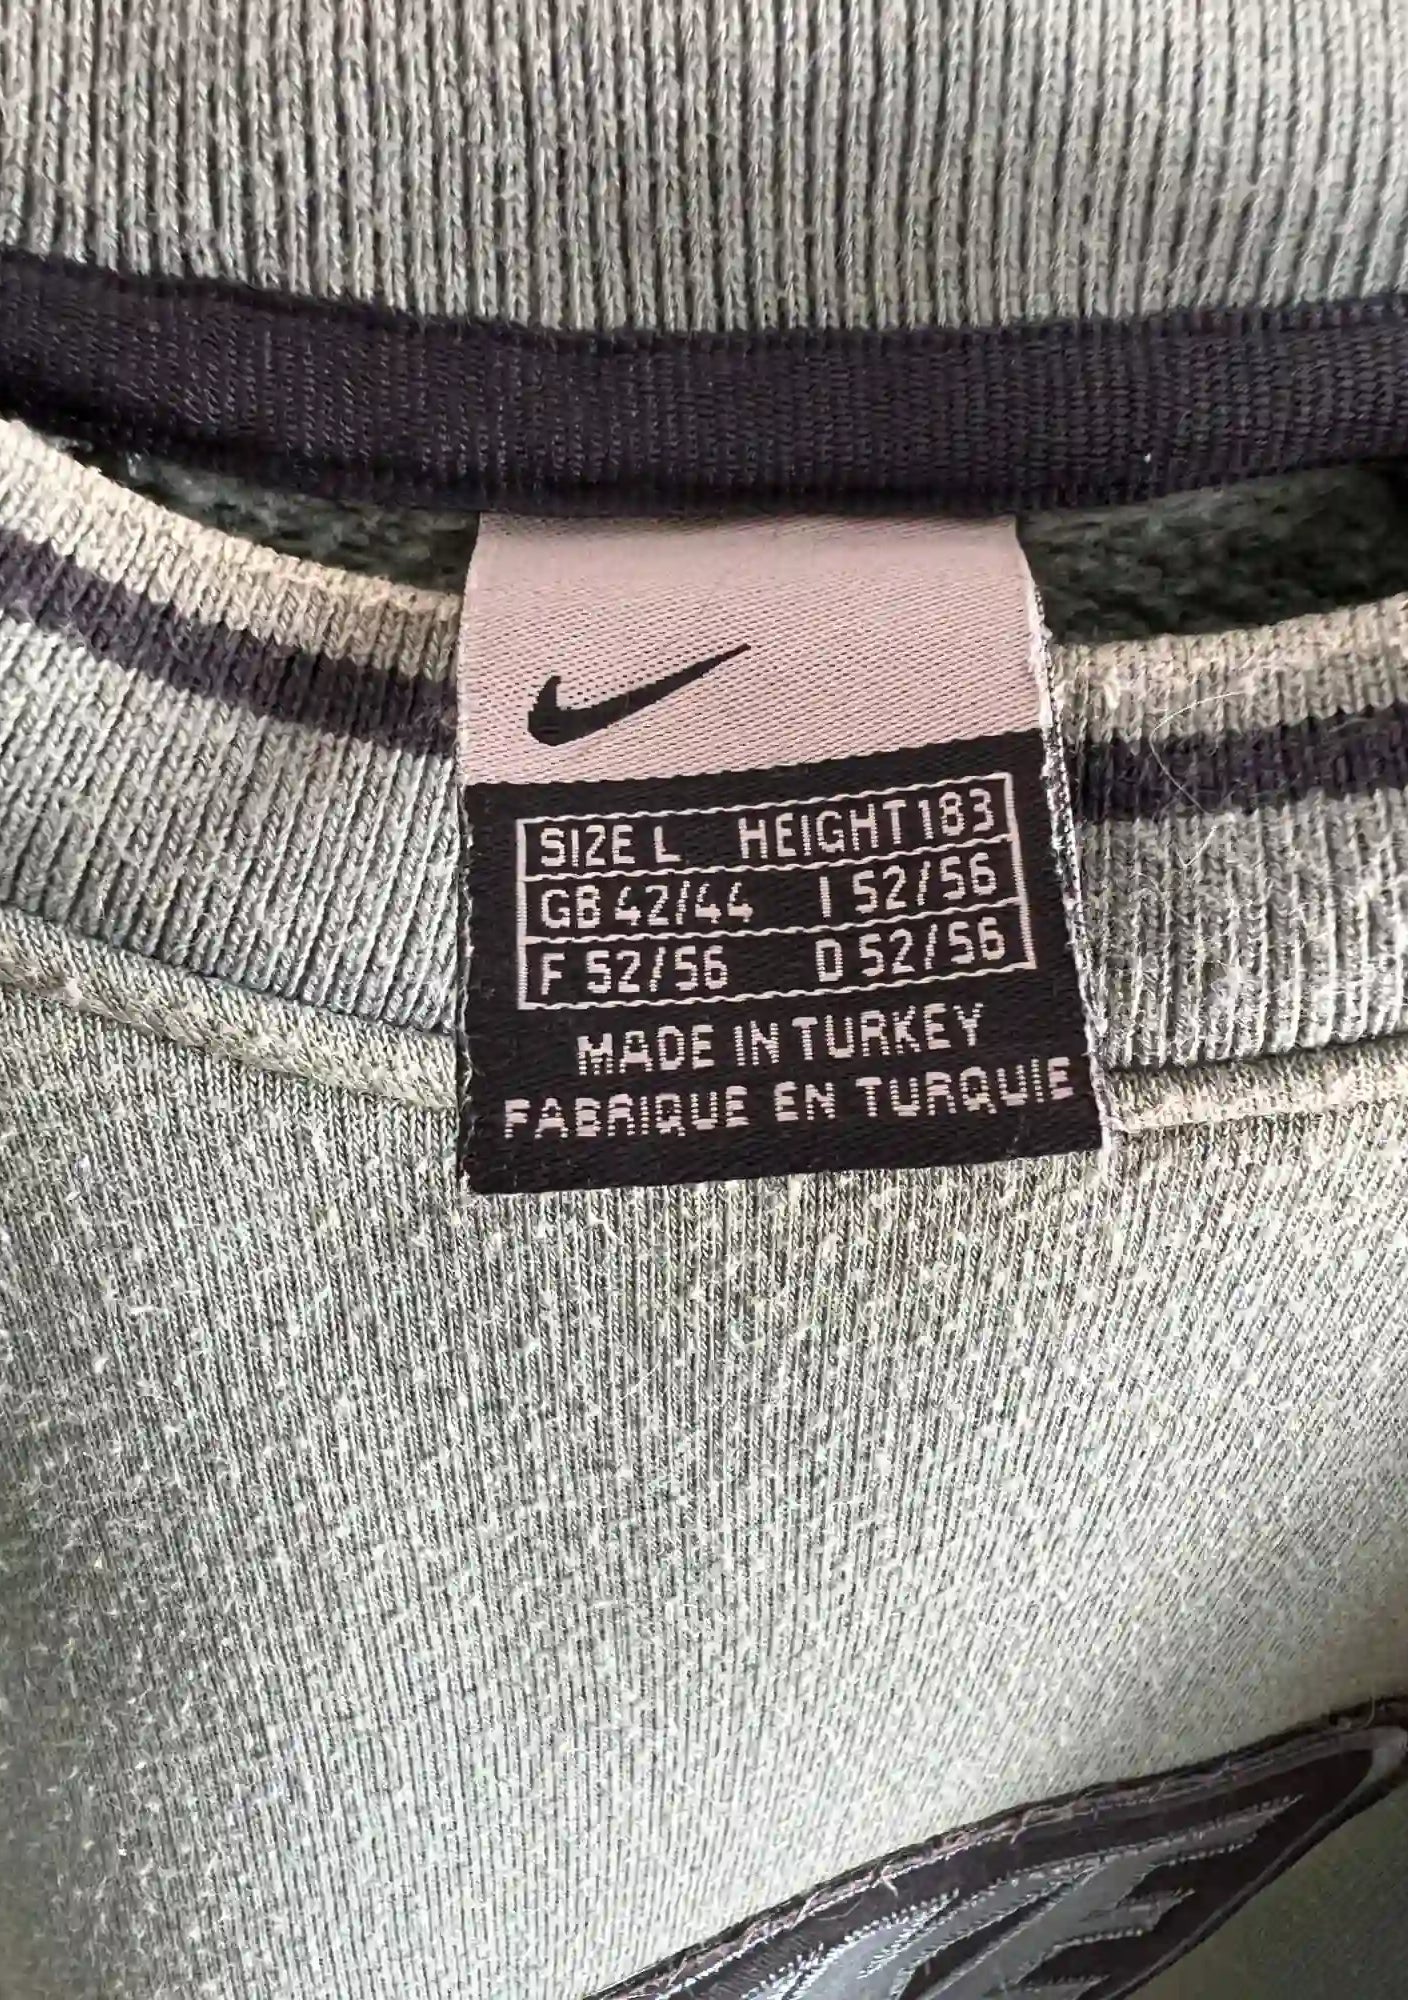 SIZE L HEIGHT 183
GB 42/44 I 52/56
F 52/56 D 52/56
MADE IN TURKEY
FABRIQUE EN TURQUIE